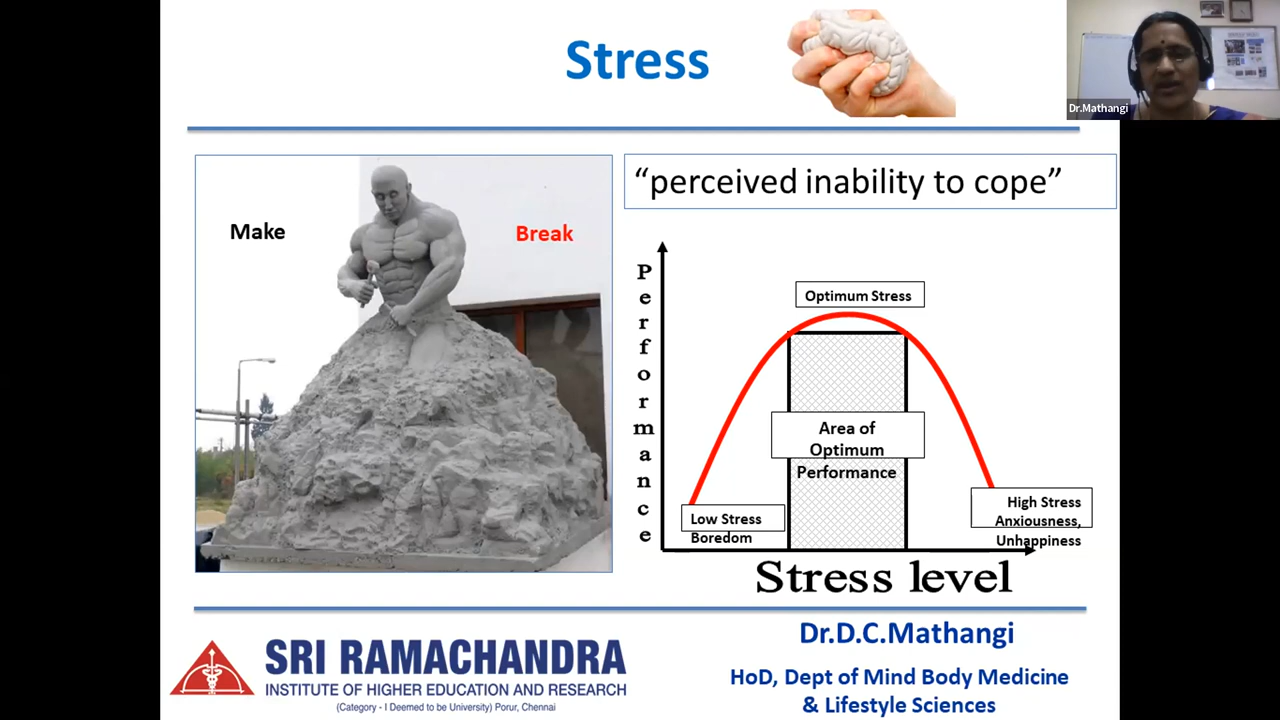 Stress
Dr.Mathangi
Make
Break
“perceived inability to cope”
Performance
Optimum Stress
Area of
Optimum
Performance
Low Stress
Boredom
High Stress
Anxiousness,
Unhappiness
Stress level
SRI RAMACHANDRA
INSTITUTE OF HIGHER EDUCATION AND RESEARCH
(Category - I Deemed to be University) Porur, Chennai
Dr.D.C.Mathangi
HoD, Dept of Mind Body Medicine
& Lifestyle Sciences